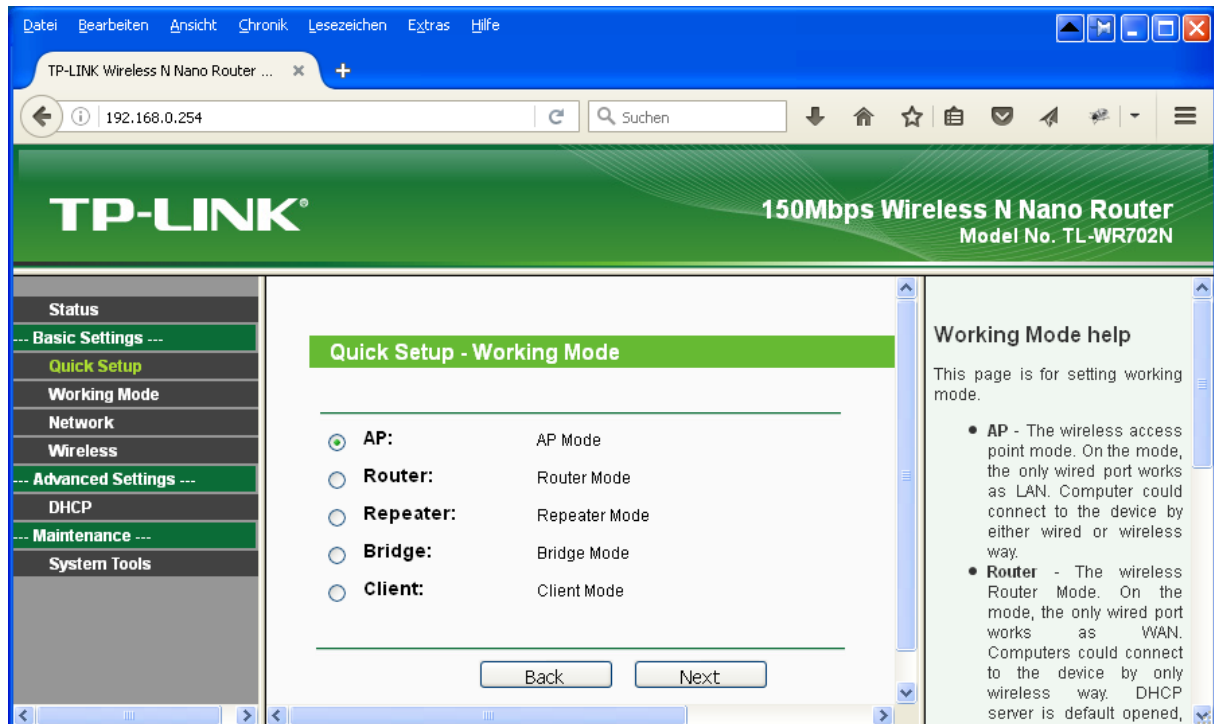 Datei Bearbeiten Ansicht Chronik Lesezeichen Extras Hilfe
TP-LINK Wireless N Nano Router ...
192.168.0.254
Suchen
TP-LINK®
150Mbps Wireless N Nano Router
Model No. TL-WR702N
Status
--- Basic Settings ---
Quick Setup
Working Mode
Network
Wireless
--- Advanced Settings ---
DHCP
--- Maintenance ---
System Tools
Quick Setup - Working Mode
AP: AP Mode
Router: Router Mode
Repeater: Repeater Mode
Bridge: Bridge Mode
Client: Client Mode
Back Next
Working Mode help
This page is for setting working
mode.
AP - The wireless access
point mode. On the mode,
the only wired port works
as LAN. Computer could
connect to the device by
either wired or wireless
way.
Router - The wireless
Router Mode. On the
mode, the only wired port
works as WAN.
Computers could connect
to the device by only
wireless way. DHCP
server is default opened,